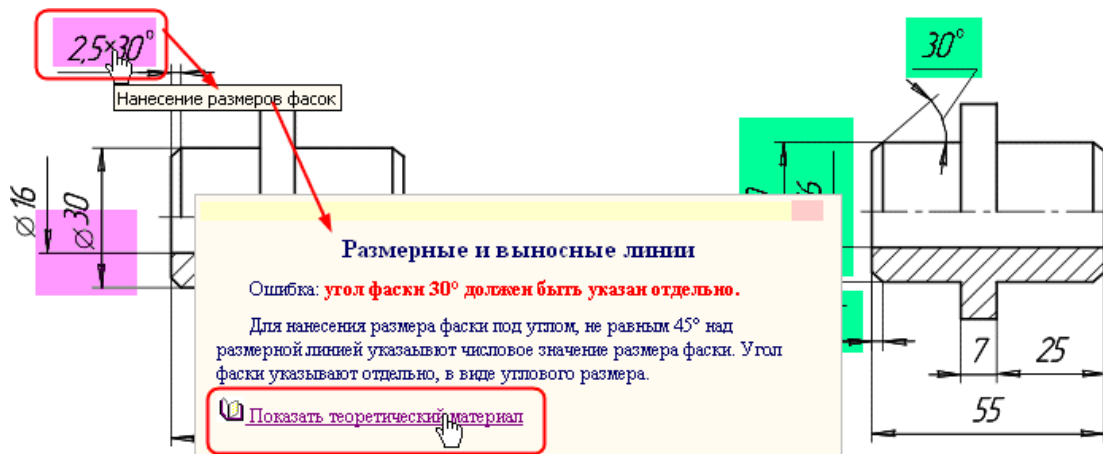 2,5×30°
30°
Нанесение размеров фасок
⌀16
⌀30
Размерные и выносные линии
Ошибка: угол фаски 30° должен быть указан отдельно.
Для нанесения размера фаски под углом, не равным 45° над
размерной линией указаывют числовое значение размера фаски. Угол
фаски указывают отдельно, в виде углового размера.
Показать теоретический материал
7
25
55